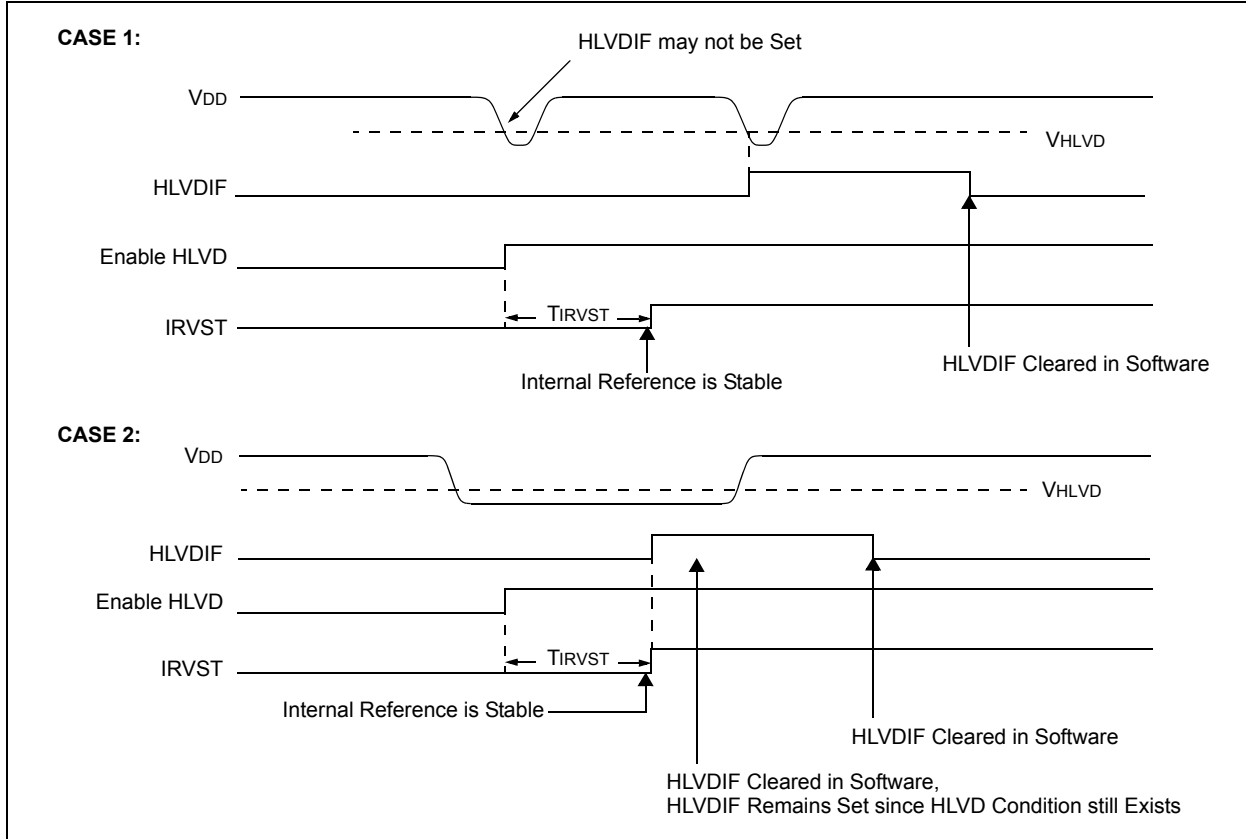 CASE 1:
HLVDIF may not be Set
VDD
VHLVD
HLVDIF
Enable HLVD
TIRVST
IRVST
HLVDIF Cleared in Software
Internal Reference is Stable
CASE 2:
VDD
VHLVD
HLVDIF
Enable HLVD
TIRVST
IRVST
Internal Reference is Stable
HLVDIF Cleared in Software
HLVDIF Cleared in Software,
HLVDIF Remains Set since HLVD Condition still Exists